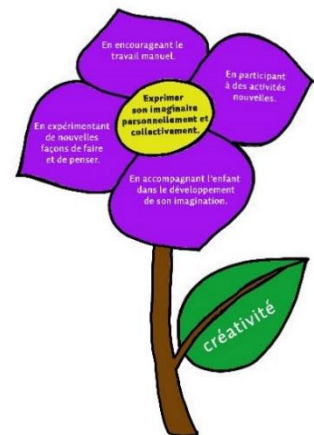 En encourageant le
travail manuel.
En participant
à des activités
nouvelles.
Exprimer
son imaginaire
personnellement et
collectivement.
En expérimentant
de nouvelles
façons de faire
et de penser.
En accompagnant l'enfant
dans le développement
de son imagination.
créativité